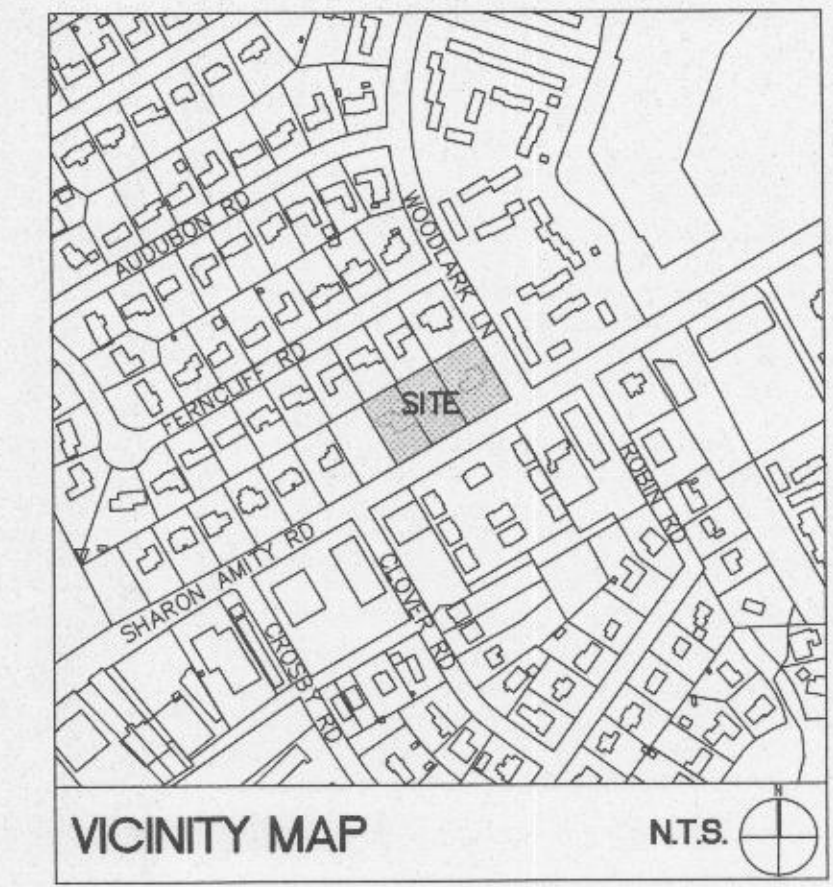 WOODLARK LN
AUDUBON RD
FERNCLIFF RD
SITE
ROBIN RD
SHARON AMITY RD
CLOVER RD
CROSBY RD
VICINITY MAP
N.T.S.
N